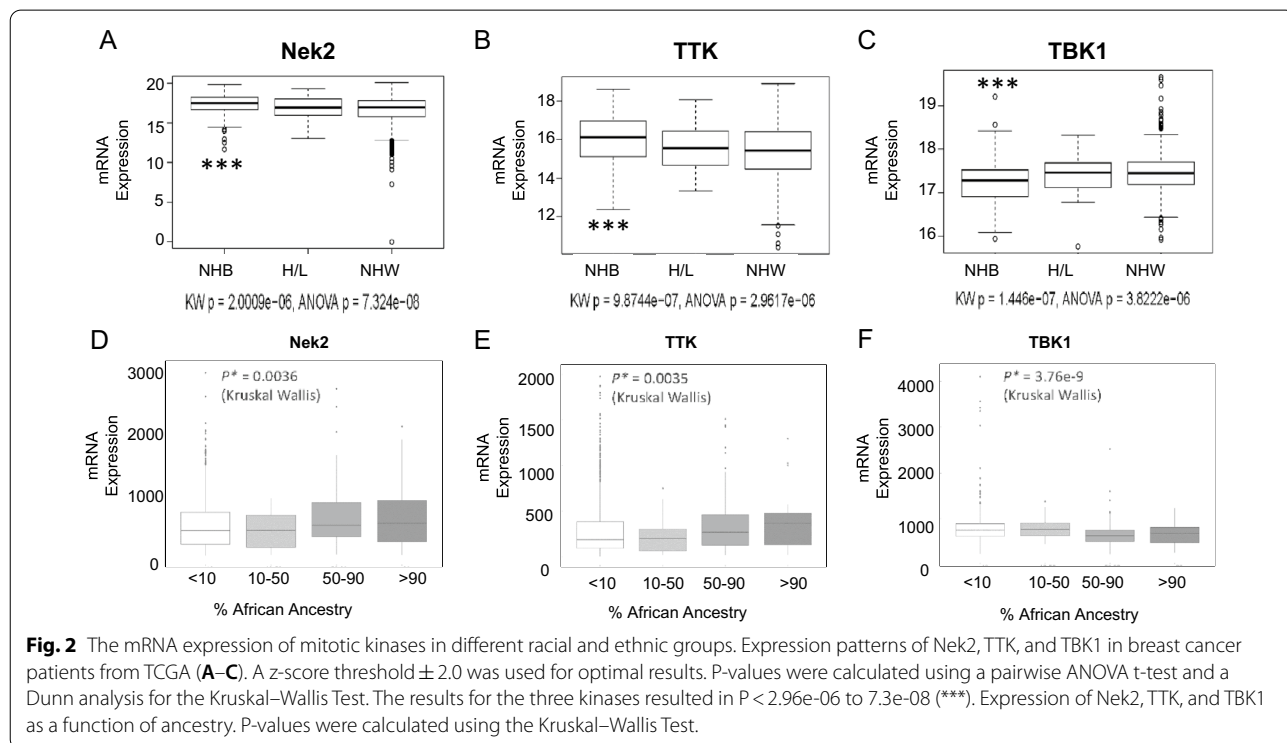 A
Nek2
mRNA
Expression
20
15
10
5
0
***
NHB H/L NHW
KW p = 2.0009e-06, ANOVA p = 7.324e-08
B
TTK
mRNA
Expression
18
16
14
12
***
NHB H/L NHW
KW p = 9.8744e-07, ANOVA p = 2.9617e-06
C
TBK1
mRNA
Expression
19
18
17
16
***
NHB H/L NHW
KW p = 1.446e-07, ANOVA p = 3.8222e-06
D
Nek2
mRNA
Expression
3000
2000
1000
0
P* = 0.0036
(Kruskal Wallis)
<10 10-50 50-90 >90
% African Ancestry
E
TTK
mRNA
Expression
2000
1500
1000
500
0
P* = 0.0035
(Kruskal Wallis)
<10 10-50 50-90 >90
% African Ancestry
F
TBK1
mRNA
Expression
4000
3000
2000
1000
0
P* = 3.76e-9
(Kruskal Wallis)
<10 10-50 50-90 >90
% African Ancestry
Fig. 2 The mRNA expression of mitotic kinases in different racial and ethnic groups. Expression patterns of Nek2, TTK, and TBK1 in breast cancer
patients from TCGA (A–C). A z-score threshold ± 2.0 was used for optimal results. P-values were calculated using a pairwise ANOVA t-test and a
Dunn analysis for the Kruskal–Wallis Test. The results for the three kinases resulted in P < 2.96e-06 to 7.3e-08 (***). Expression of Nek2, TTK, and TBK1
as a function of ancestry. P-values were calculated using the Kruskal–Wallis Test.